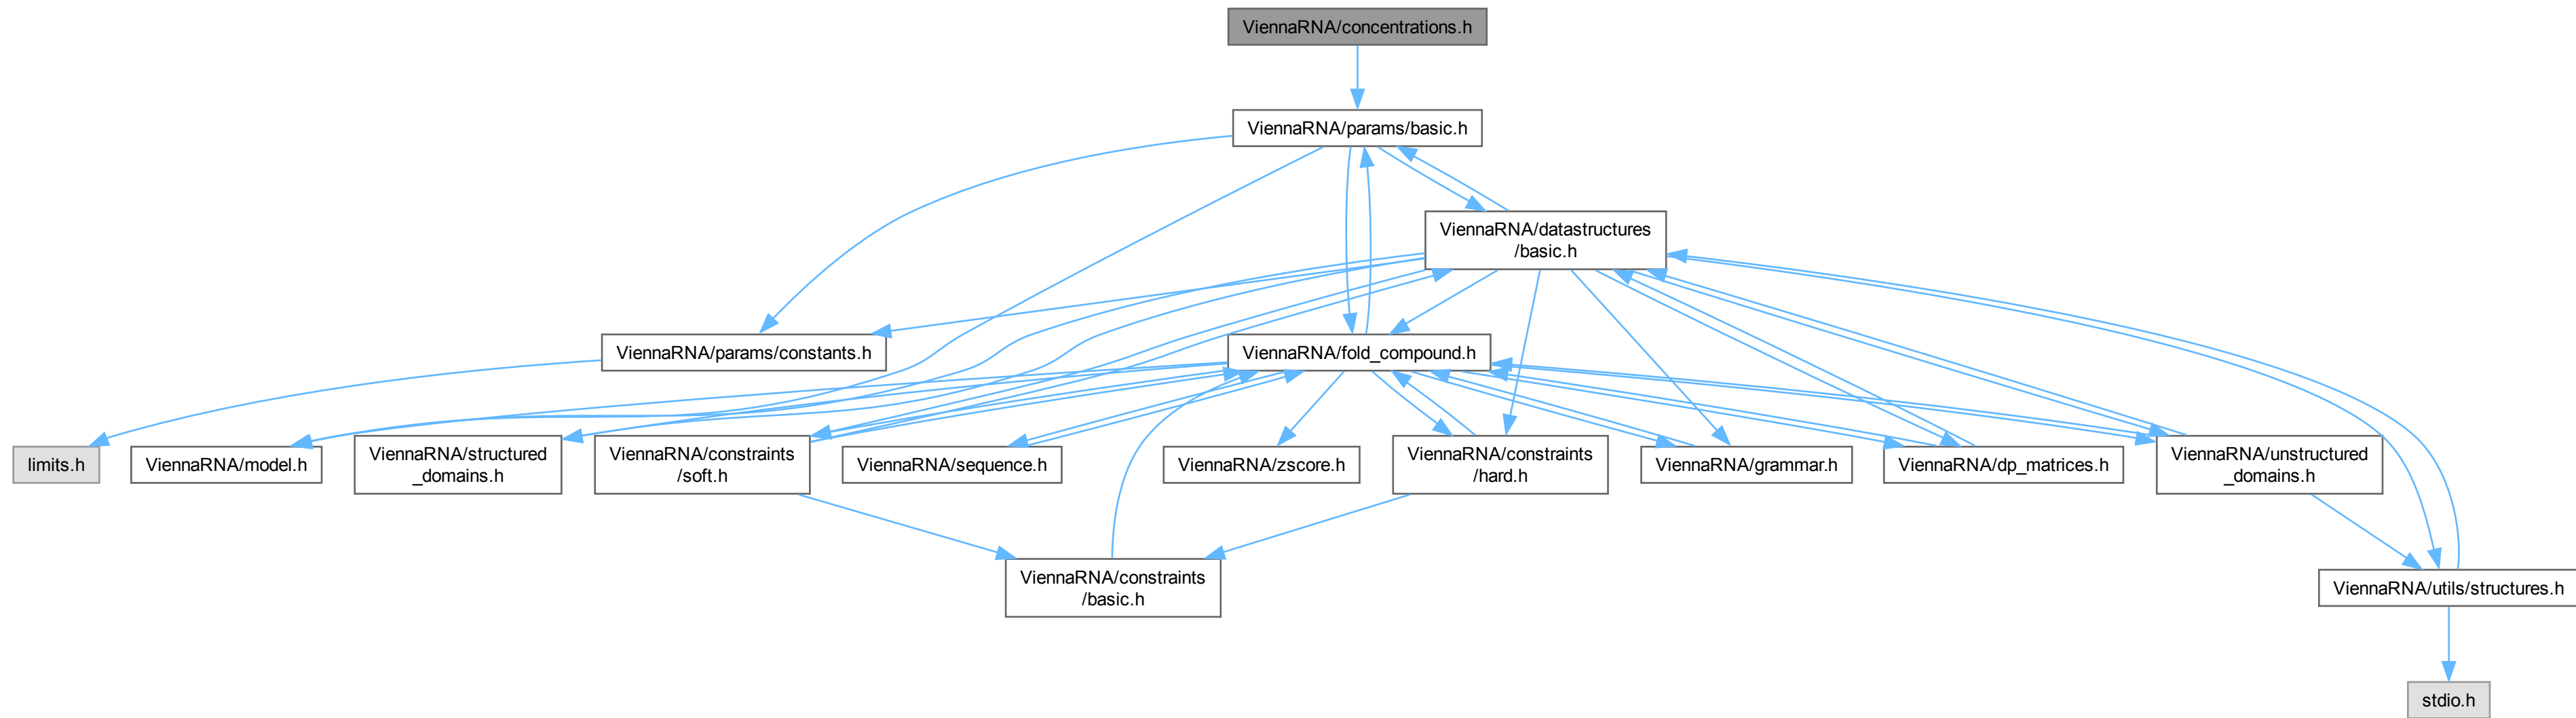 ViennaRNA/concentrations.h
ViennaRNA/params/basic.h
ViennaRNA/datastructures
/basic.h
ViennaRNA/params/constants.h
ViennaRNA/fold_compound.h
limits.h
ViennaRNA/model.h
ViennaRNA/structured
_domains.h
ViennaRNA/constraints
/soft.h
ViennaRNA/sequence.h
ViennaRNA/zscore.h
ViennaRNA/constraints
/hard.h
ViennaRNA/grammar.h
ViennaRNA/dp_matrices.h
ViennaRNA/unstructured
_domains.h
ViennaRNA/constraints
/basic.h
ViennaRNA/utils/structures.h
stdio.h